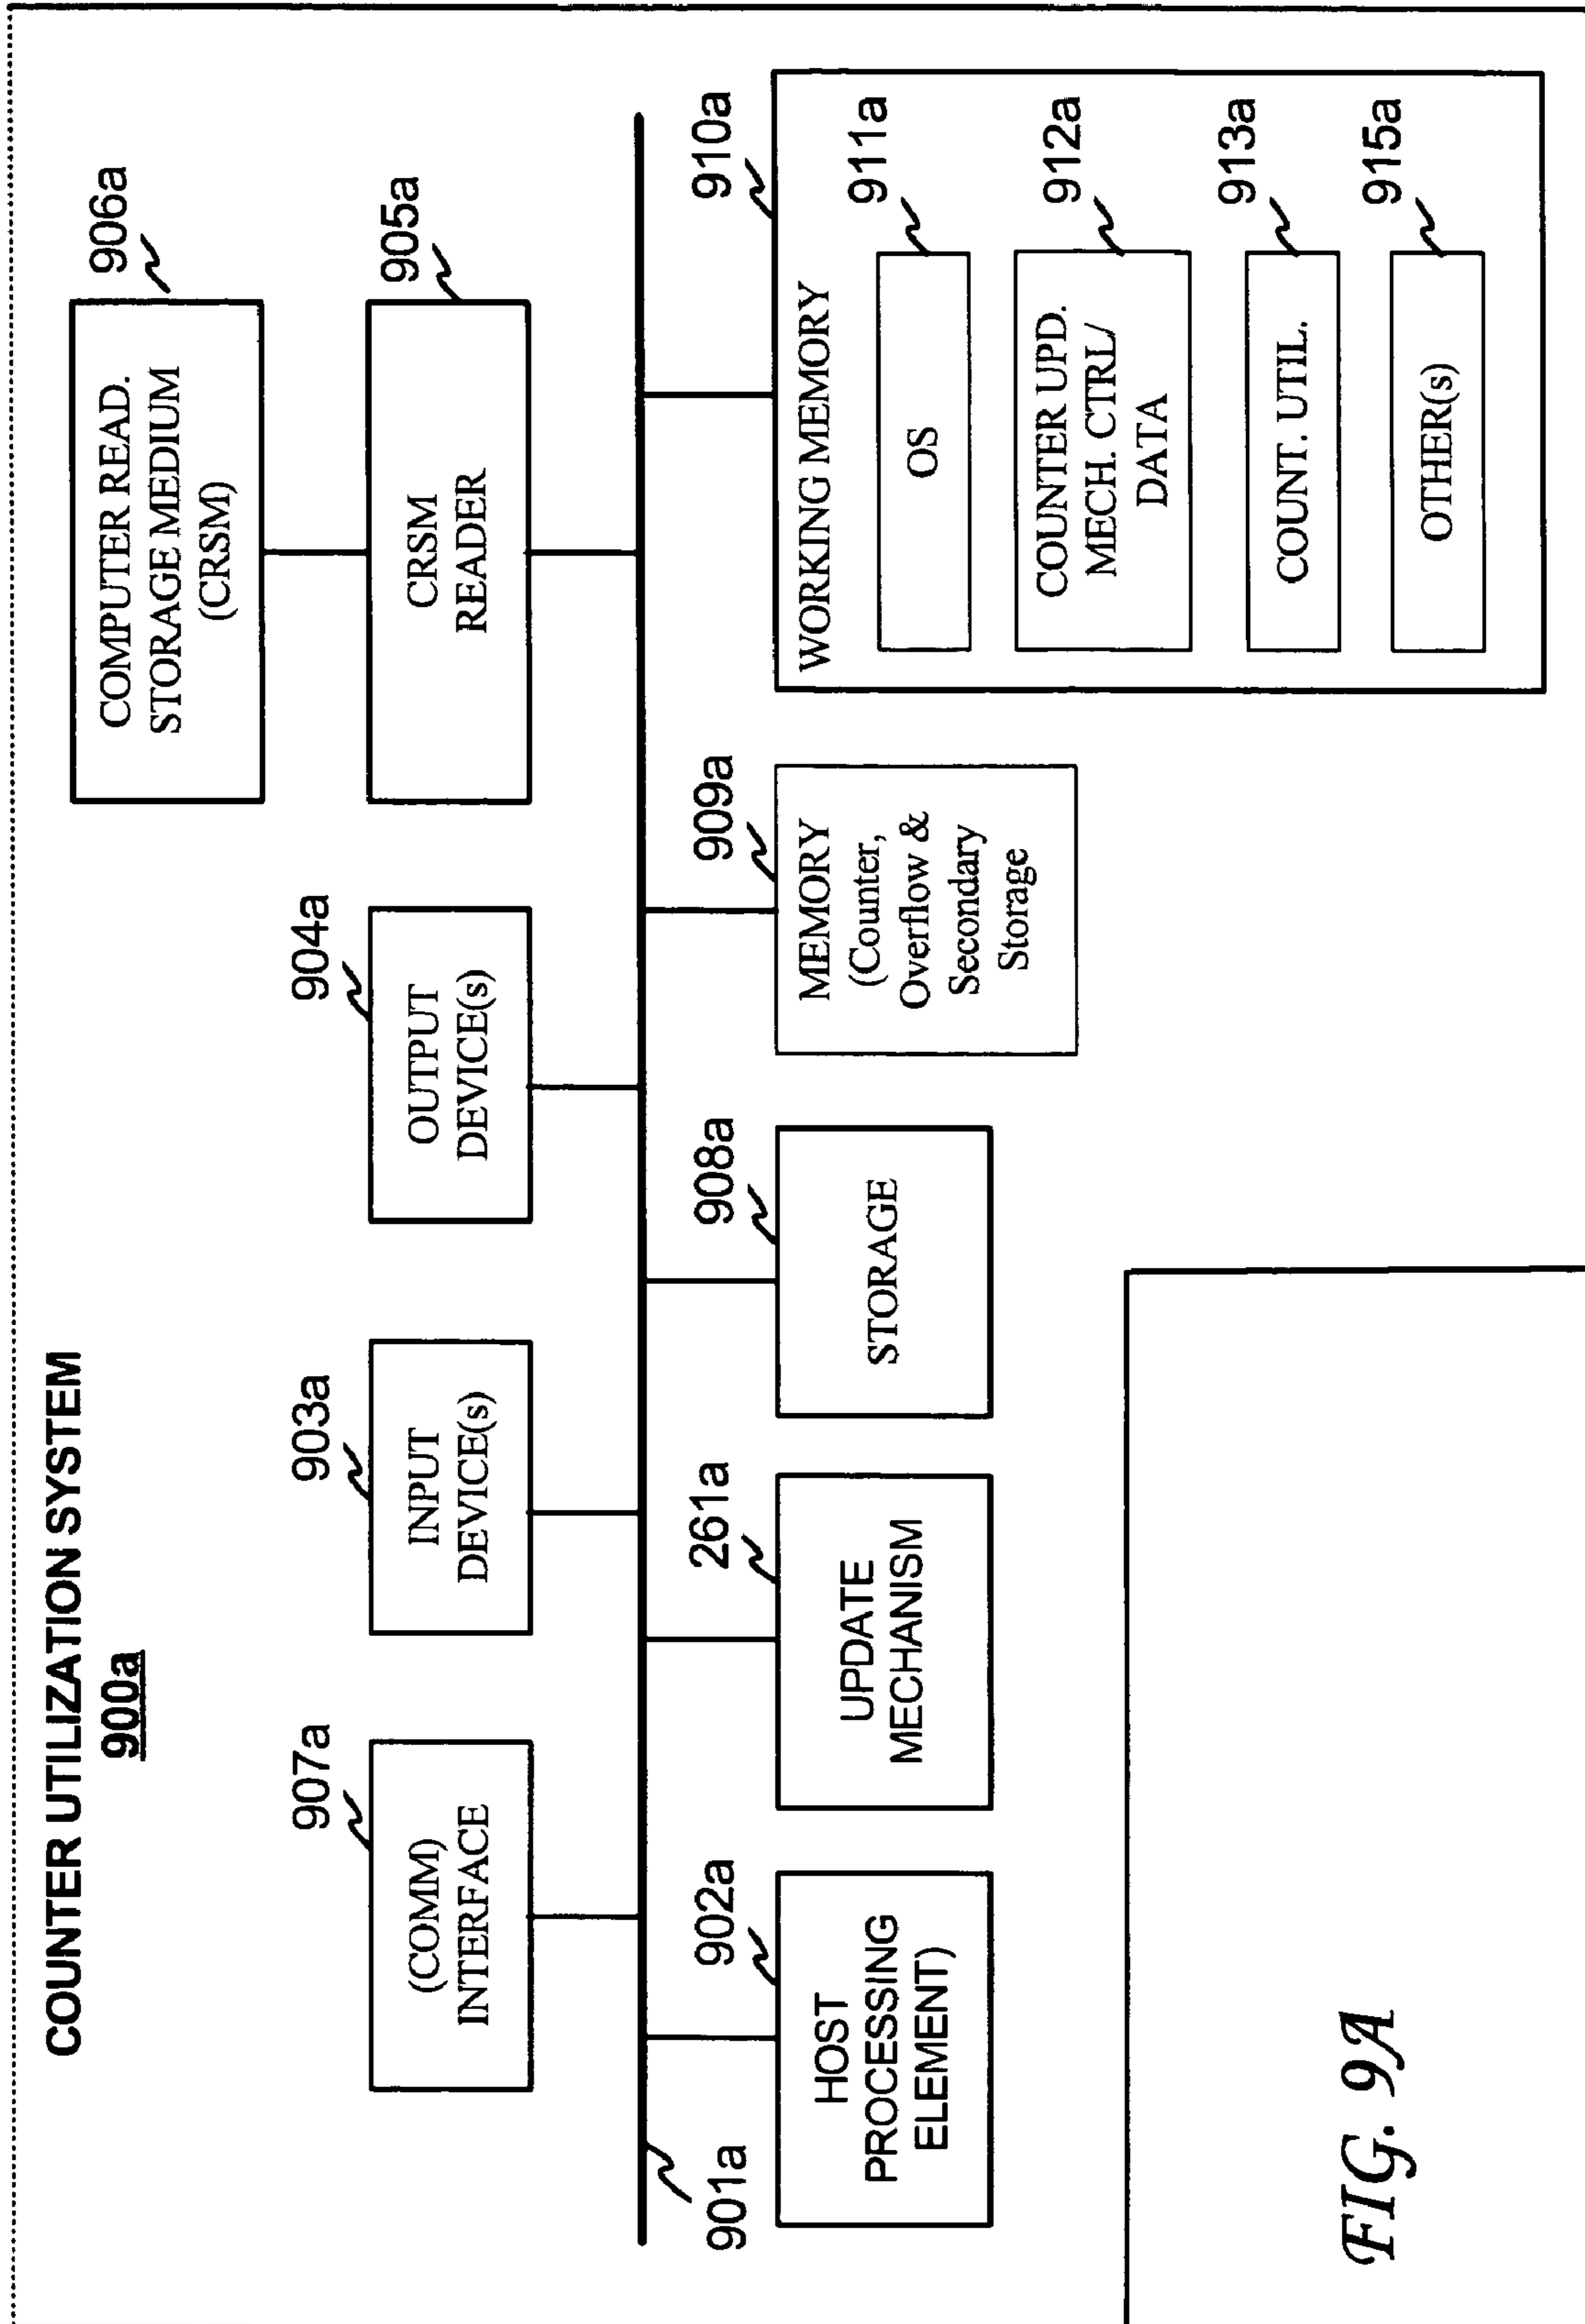 COUNTER UTILIZATION SYSTEM
900a
907a
(COMM)
INTERFACE
903a
INPUT
DEVICE(s)
904a
OUTPUT
DEVICE(s)
906a
COMPUTER READ.
STORAGE MEDIUM
(CRSM)
905a
CRSM
READER
901a
902a
HOST
PROCESSING
ELEMENT)
261a
UPDATE
MECHANISM
908a
STORAGE
909a
MEMORY
(Counter,
Overflow &
Secondary
Storage
910a
WORKING MEMORY
911a
OS
912a
COUNTER UPD.
MECH. CTRL/
DATA
913a
COUNT. UTIL.
915a
OTHER(s)
FIG. 9A